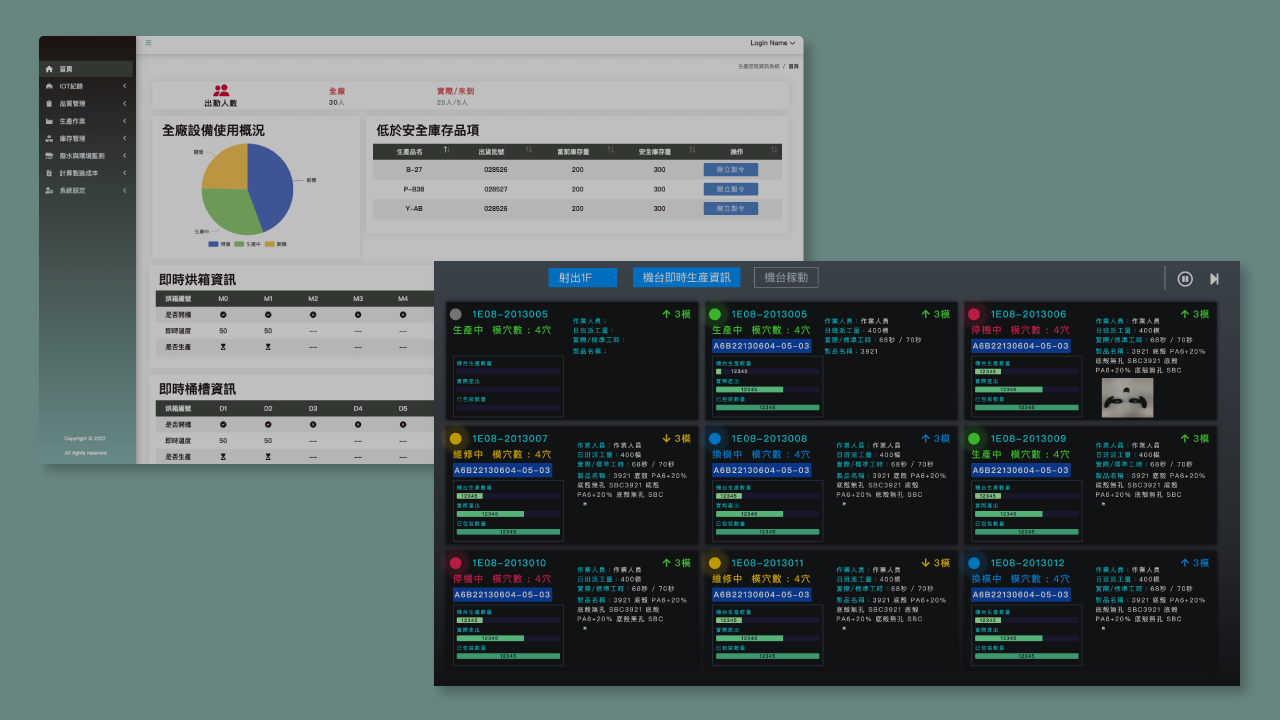 Login Name
生產雲端資訊系統 / 首頁
首頁
IOT紀錄
品質管理
生產作業
庫存管理
廢水與環境監測
計算製造成本
系統設定
Copyright © 2023
All rights reserved
出勤人數
全廠
30人
實際/未到
25人/5人
全廠設備使用概況
關機
生產中
低於安全庫存品項
生產品名 出貨批號 當前庫存量 安全庫存量 操作
B-27 028526 200 300 開立製令
P-B38 028527 200 300 開立製令
Y-AB 028526 200 300 開立製令
即時烘箱資訊
烘箱編號 M0 M1 M2 M3 M4
是否開機
即時溫度 50 50 -- -- --
是否生產 -- -- --
即時桶槽資訊
烘箱編號 D1 D2 D3 D4 D5
是否開機
即時溫度 50 50 -- -- --
是否生產 -- -- --
射出1F 機台即時生產資訊 機台稼動
1E08-2013005 ↑ 3模
生產中 模穴數：4穴
作業人員：
日班派工量：
實際/標準工時：
製品名稱：
機台生產數量
實際產出
已包裝數量
1E08-2013005 ↑ 3模
生產中 模穴數：4穴
A6B22130604-05-03
作業人員：作業人員
日班派工量：400模
實際/標準工時：68秒 / 70秒
製品名稱：3921
機台生產數量
12345
實際產出
12345
已包裝數量
12345
1E08-2013006 ↑ 3模
停機中 模穴數：4穴
A6B22130604-05-03
作業人員：作業人員
日班派工量：400模
實際/標準工時：68秒 / 70秒
製品名稱：3921 底殼 PA6+20%
底殼無孔 SBC3921 底殼
PA6+20% 底殼無孔 SBC
機台生產數量
12345
實際產出
12345
已包裝數量
12345
1E08-2013007 ↓ 3模
維修中 模穴數：4穴
A6B22130604-05-03
作業人員：作業人員
日班派工量：400模
實際/標準工時：68秒 / 70秒
製品名稱：3921 底殼 PA6+20%
底殼無孔 SBC3921 底殼
PA6+20% 底殼無孔 SBC
機台生產數量
12345
實際產出
12345
已包裝數量
12345
1E08-2013008 ↑ 3模
換模中 模穴數：4穴
A6B22130604-05-03
作業人員：作業人員
日班派工量：400模
實際/標準工時：68秒 / 70秒
製品名稱：3921 底殼 PA6+20%
底殼無孔 SBC3921 底殼
PA6+20% 底殼無孔 SBC
機台生產數量
12345
實際產出
12345
已包裝數量
12345
1E08-2013009 ↑ 3模
生產中 模穴數：4穴
A6B22130604-05-03
作業人員：作業人員
日班派工量：400模
實際/標準工時：68秒 / 70秒
製品名稱：3921 底殼 PA6+20%
底殼無孔 SBC3921 底殼
PA6+20% 底殼無孔 SBC
機台生產數量
12345
實際產出
12345
已包裝數量
12345
1E08-2013010 ↑ 3模
停機中 模穴數：4穴
A6B22130604-05-03
作業人員：作業人員
日班派工量：400模
實際/標準工時：68秒 / 70秒
製品名稱：3921 底殼 PA6+20%
底殼無孔 SBC3921 底殼
PA6+20% 底殼無孔 SBC
機台生產數量
12345
實際產出
12345
已包裝數量
12345
1E08-2013011 ↓ 3模
維修中 模穴數：4穴
A6B22130604-05-03
作業人員：作業人員
日班派工量：400模
實際/標準工時：68秒 / 70秒
製品名稱：3921 底殼 PA6+20%
底殼無孔 SBC3921 底殼
PA6+20% 底殼無孔 SBC
機台生產數量
12345
實際產出
12345
已包裝數量
12345
1E08-2013012 ↑ 3模
換模中 模穴數：4穴
A6B22130604-05-03
作業人員：作業人員
日班派工量：400模
實際/標準工時：68秒 / 70秒
製品名稱：3921 底殼 PA6+20%
底殼無孔 SBC3921 底殼
PA6+20% 底殼無孔 SBC
機台生產數量
12345
實際產出
12345
已包裝數量
12345